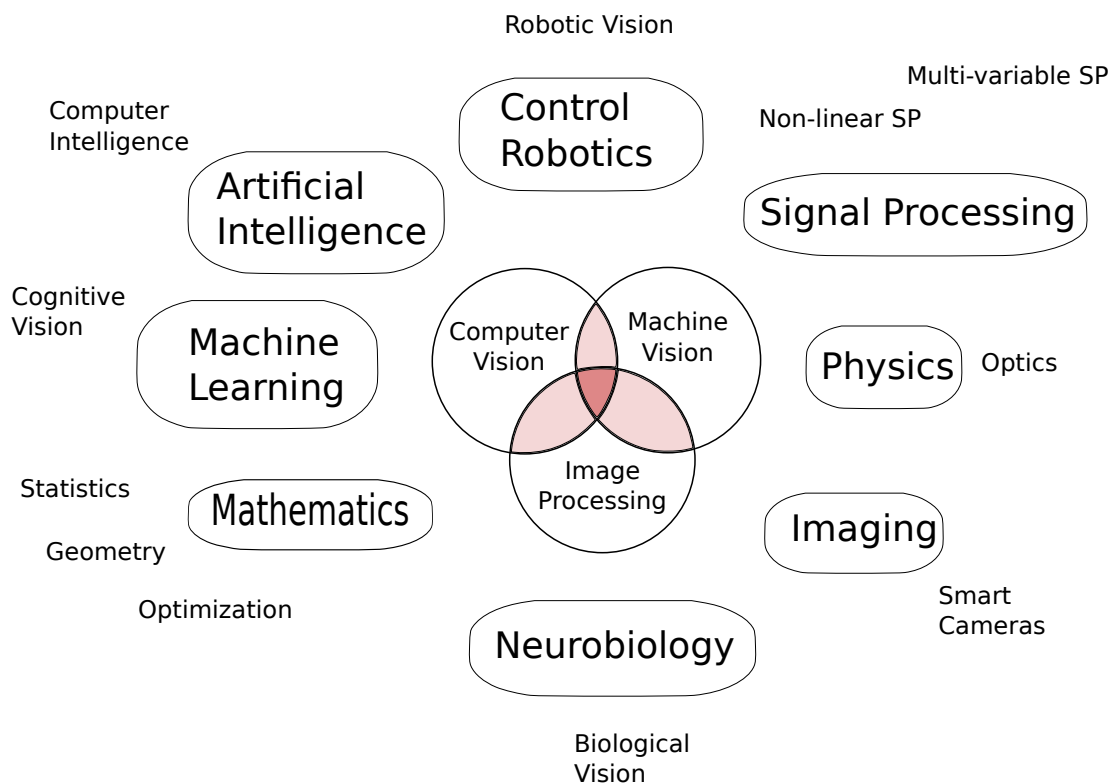 Robotic Vision
Multi-variable SP
Computer
Intelligence
Control
Robotics
Non-linear SP
Artificial
Intelligence
Signal Processing
Cognitive
Vision
Machine
Learning
Computer
Vision
Machine
Vision
Physics
Optics
Statistics
Mathematics
Image
Processing
Imaging
Geometry
Optimization
Smart
Cameras
Neurobiology
Biological
Vision